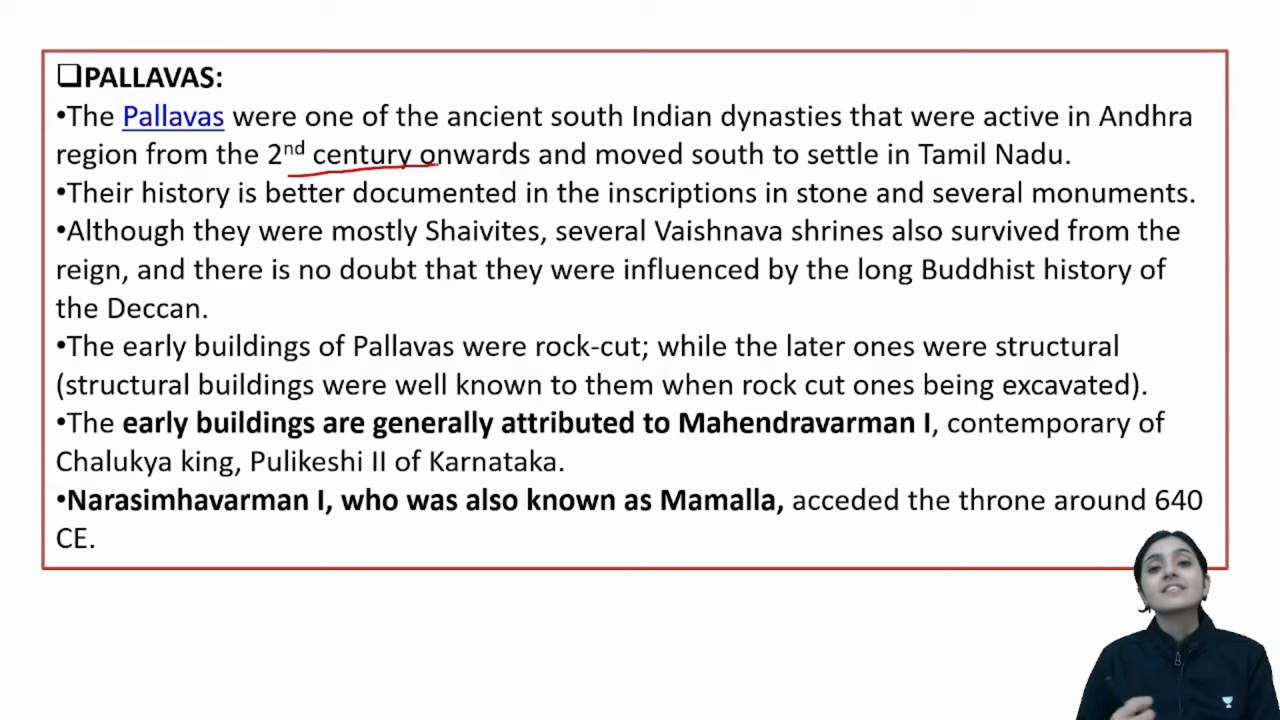 ❑PALLAVAS:
•The Pallavas were one of the ancient south Indian dynasties that were active in Andhra
region from the 2nd century onwards and moved south to settle in Tamil Nadu.
•Their history is better documented in the inscriptions in stone and several monuments.
•Although they were mostly Shaivites, several Vaishnava shrines also survived from the
reign, and there is no doubt that they were influenced by the long Buddhist history of
the Deccan.
•The early buildings of Pallavas were rock-cut; while the later ones were structural
(structural buildings were well known to them when rock cut ones being excavated).
•The early buildings are generally attributed to Mahendravarman I, contemporary of
Chalukya king, Pulikeshi II of Karnataka.
•Narasimhavarman I, who was also known as Mamalla, acceded the throne around 640
CE.